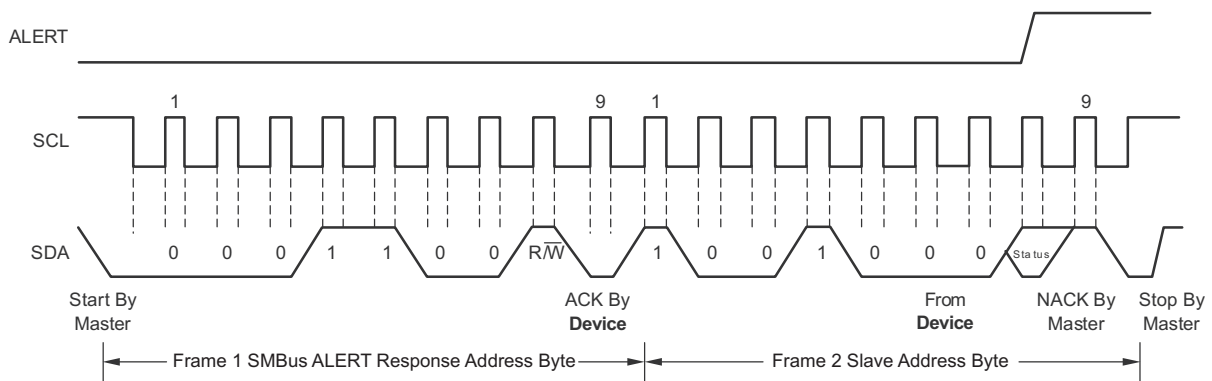 ALERT
1 9 1 9
SCL
SDA 0 0 0 1 1 0 0 R/W̅ 1 0 0 1 0 0 0 Status
Start By Master
ACK By Device
From Device
NACK By Master
Stop By Master
Frame 1 SMBus ALERT Response Address Byte
Frame 2 Slave Address Byte